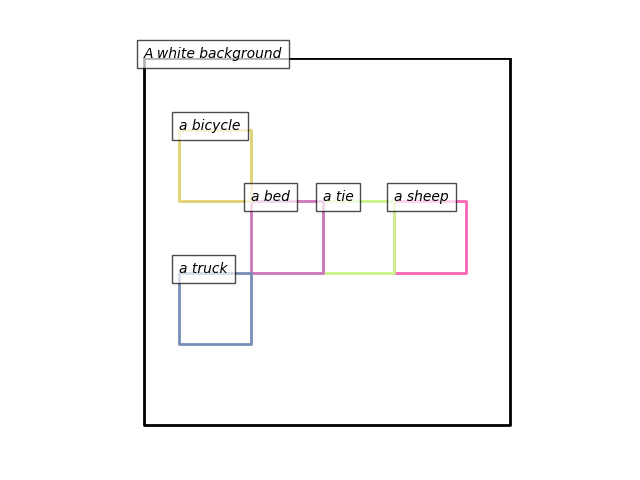 A white background
a bicycle
a bed
a tie
a sheep
a truck